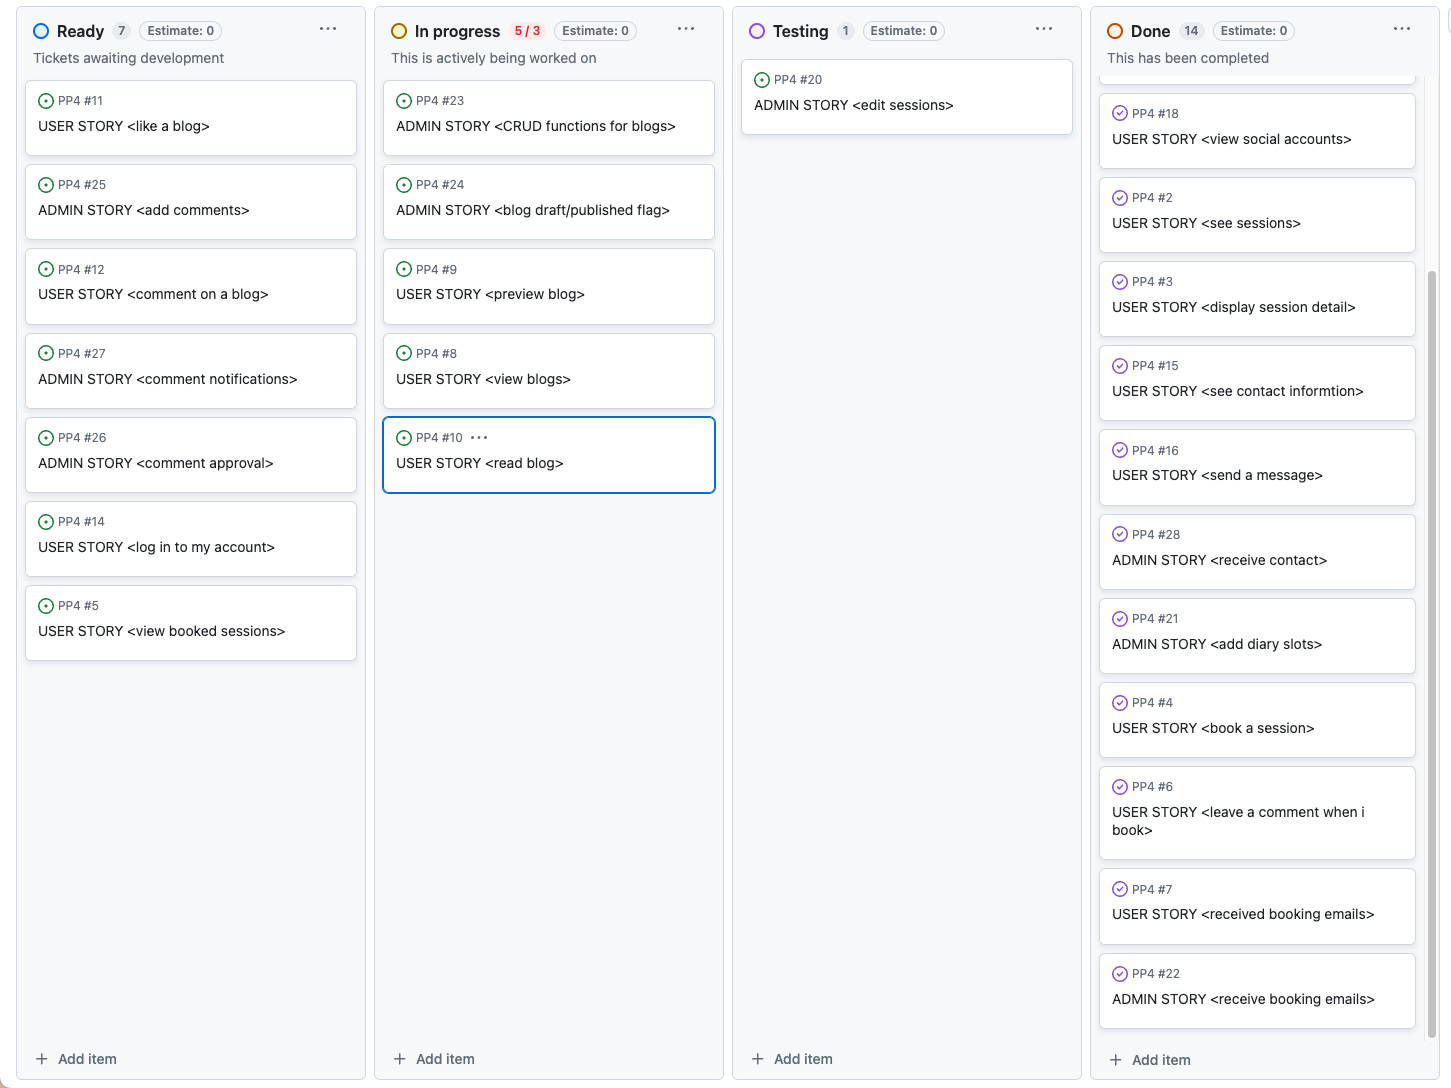 Ready 7 Estimate: 0
Tickets awaiting development
PP4 #11
USER STORY <like a blog>
PP4 #25
ADMIN STORY <add comments>
PP4 #12
USER STORY <comment on a blog>
PP4 #27
ADMIN STORY <comment notifications>
PP4 #26
ADMIN STORY <comment approval>
PP4 #14
USER STORY <log in to my account>
PP4 #5
USER STORY <view booked sessions>
Add item
In progress 5 / 3 Estimate: 0
This is actively being worked on
PP4 #23
ADMIN STORY <CRUD functions for blogs>
PP4 #24
ADMIN STORY <blog draft/published flag>
PP4 #9
USER STORY <preview blog>
PP4 #8
USER STORY <view blogs>
PP4 #10
USER STORY <read blog>
Add item
Testing 1 Estimate: 0
PP4 #20
ADMIN STORY <edit sessions>
Add item
Done 14 Estimate: 0
This has been completed
PP4 #18
USER STORY <view social accounts>
PP4 #2
USER STORY <see sessions>
PP4 #3
USER STORY <display session detail>
PP4 #15
USER STORY <see contact informtion>
PP4 #16
USER STORY <send a message>
PP4 #28
ADMIN STORY <receive contact>
PP4 #21
ADMIN STORY <add diary slots>
PP4 #4
USER STORY <book a session>
PP4 #6
USER STORY <leave a comment when i
book>
PP4 #7
USER STORY <received booking emails>
PP4 #22
ADMIN STORY <receive booking emails>
Add item